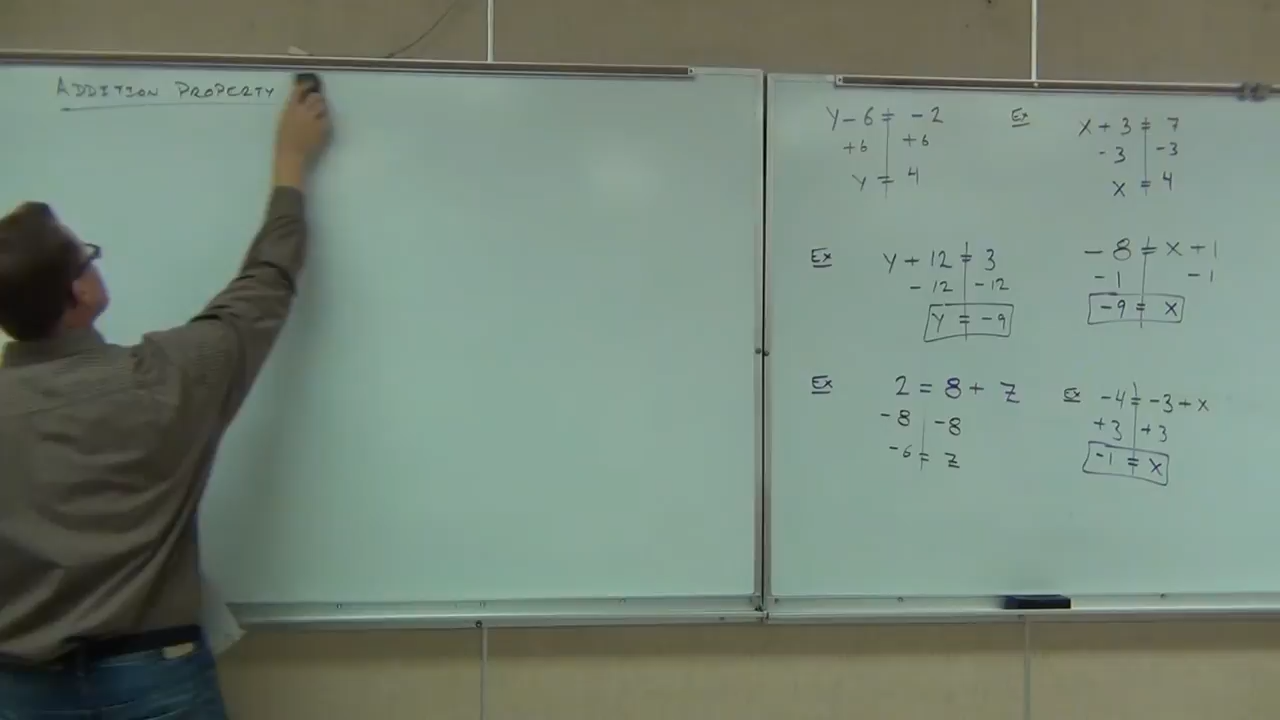 ADDITION PROPERTY
Y - 6 = -2
+6 +6
y = 4
Ex X + 3 = 7
-3 -3
x = 4
Ex Y + 12 = 3
-12 -12
Y = -9
-8 = X + 1
-1 -1
-9 = X
Ex 2 = 8 + Z
-8 -8
-6 = Z
Ex -4 = -3 + X
+3 +3
-1 = X